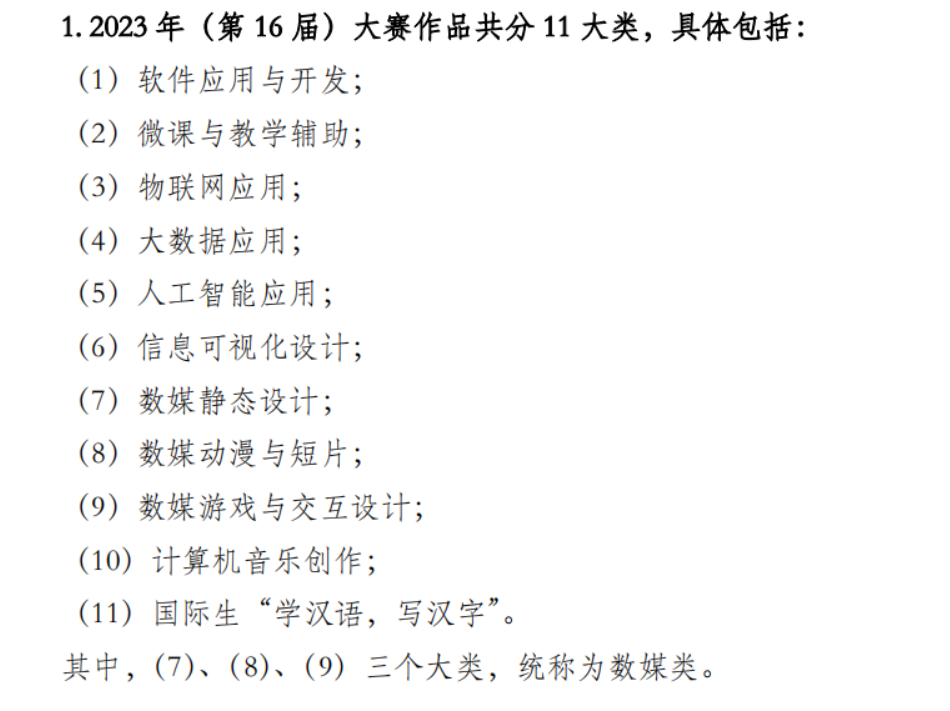 1. 2023 年（第 16 届）大赛作品共分 11 大类，具体包括：
（1）软件应用与开发；
（2）微课与教学辅助；
（3）物联网应用；
（4）大数据应用；
（5）人工智能应用；
（6）信息可视化设计；
（7）数媒静态设计；
（8）数媒动漫与短片；
（9）数媒游戏与交互设计；
（10）计算机音乐创作；
（11）国际生“学汉语，写汉字”。
其中，（7）、（8）、（9）三个大类，统称为数媒类。